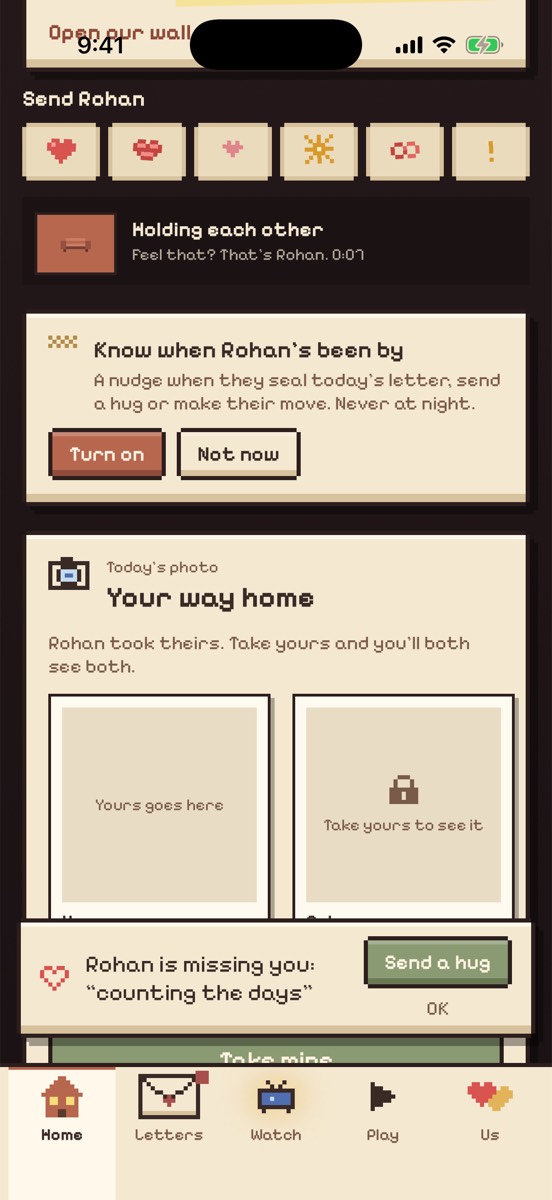 Open our wall
9:41
Send Rohan
!
Holding each other
Feel that? That's Rohan. 0:07
Know when Rohan's been by
A nudge when they seal today's letter, send
a hug or make their move. Never at night.
Turn on
Not now
Today's photo
Your way home
Rohan took theirs. Take yours and you'll both
see both.
Yours goes here
Take yours to see it
Rohan is missing you:
“counting the days”
Send a hug
OK
Take mine
Home
Letters
Watch
Play
Us